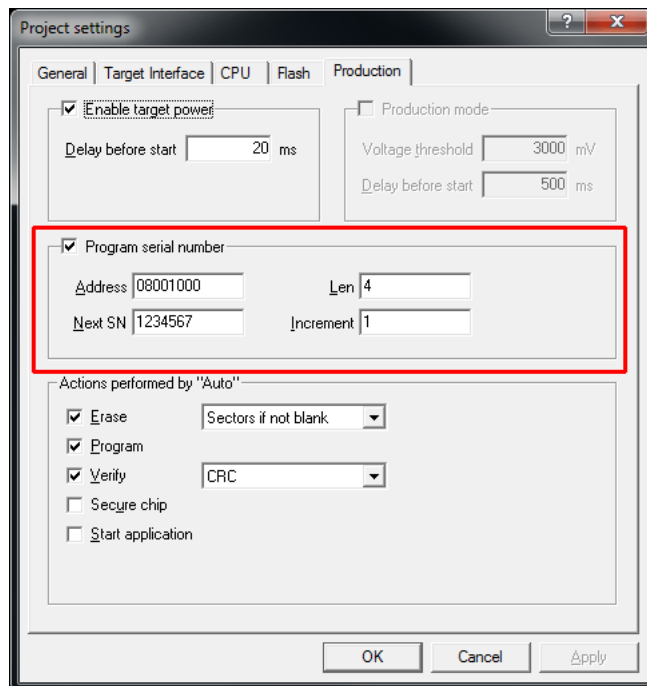 Project settings
?
X
General
Target Interface
CPU
Flash
Production
Enable target power
Delay before start 20 ms
Production mode
Voltage threshold 3000 mV
Delay before start 500 ms
Program serial number
Address 08001000 Len 4
Next SN 1234567 Increment 1
Actions performed by "Auto"
Erase Sectors if not blank
Program
Verify CRC
Secure chip
Start application
OK Cancel Apply